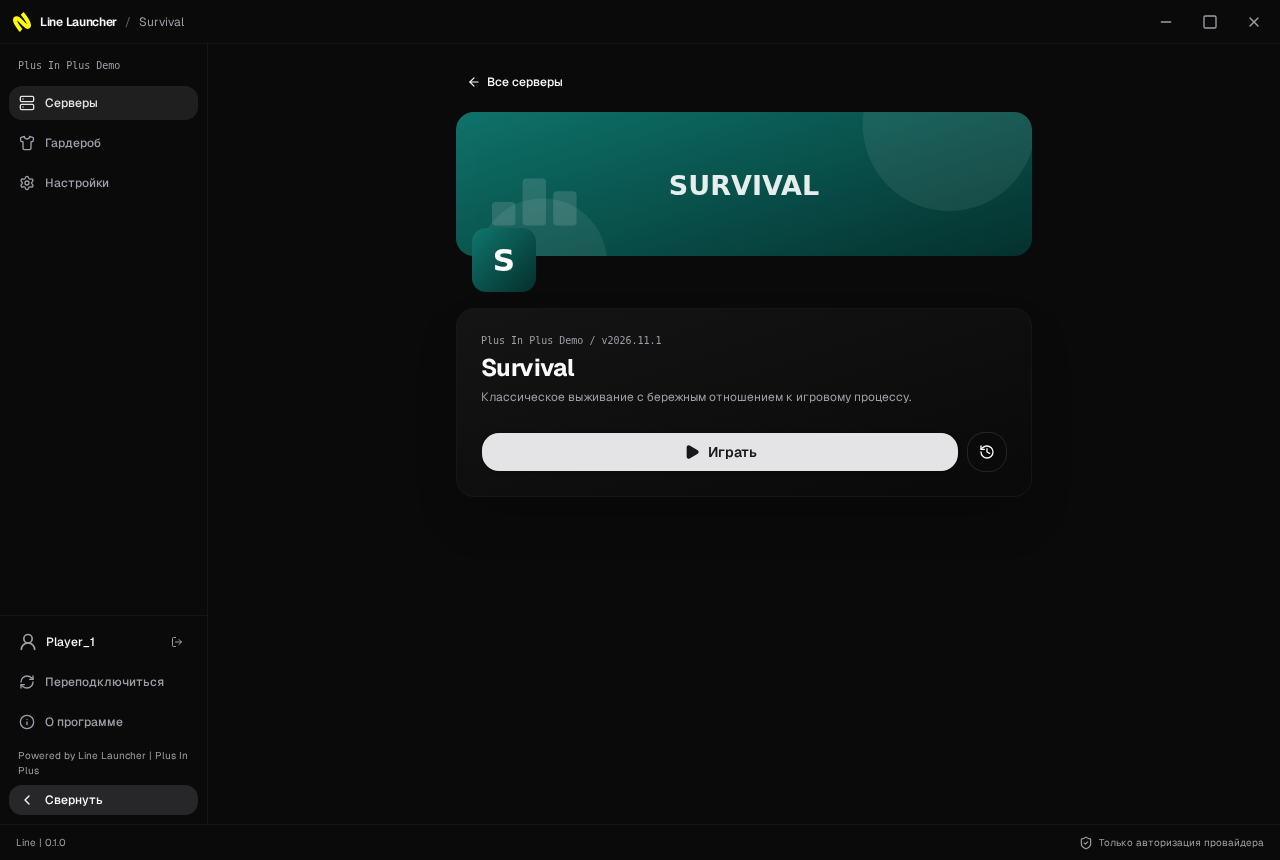 Line Launcher / Survival
Plus In Plus Demo
Серверы
Гардероб
Настройки
Все серверы
SURVIVAL
S
Plus In Plus Demo / v2026.11.1
Survival
Классическое выживание с бережным отношением к игровому процессу.
Играть
Player_1
Переподключиться
О программе
Powered by Line Launcher | Plus In
Plus
Свернуть
Line | 0.1.0
Только авторизация провайдера